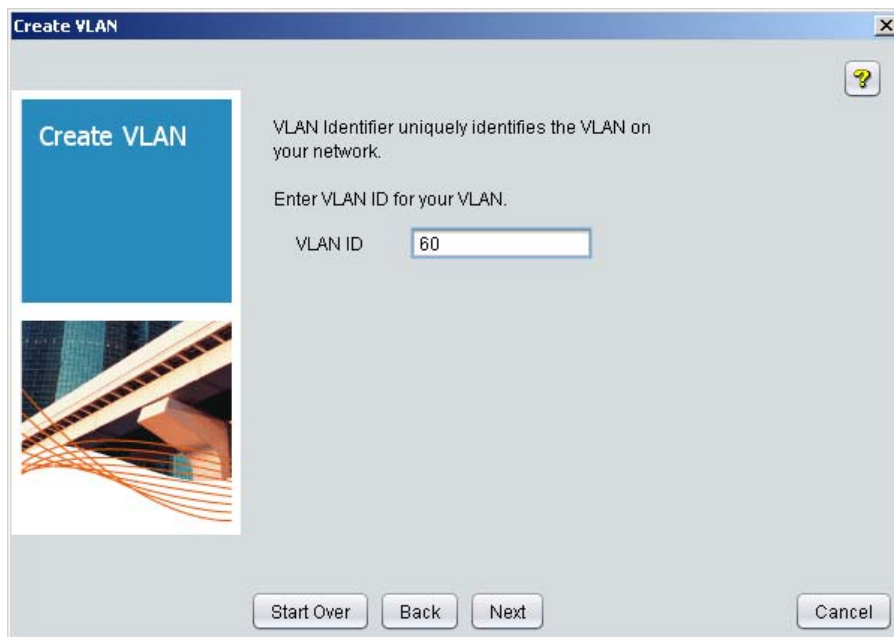 Create VLAN
?
Create VLAN
VLAN Identifier uniquely identifies the VLAN on
your network.
Enter VLAN ID for your VLAN.
VLAN ID 60
Start Over Back Next Cancel